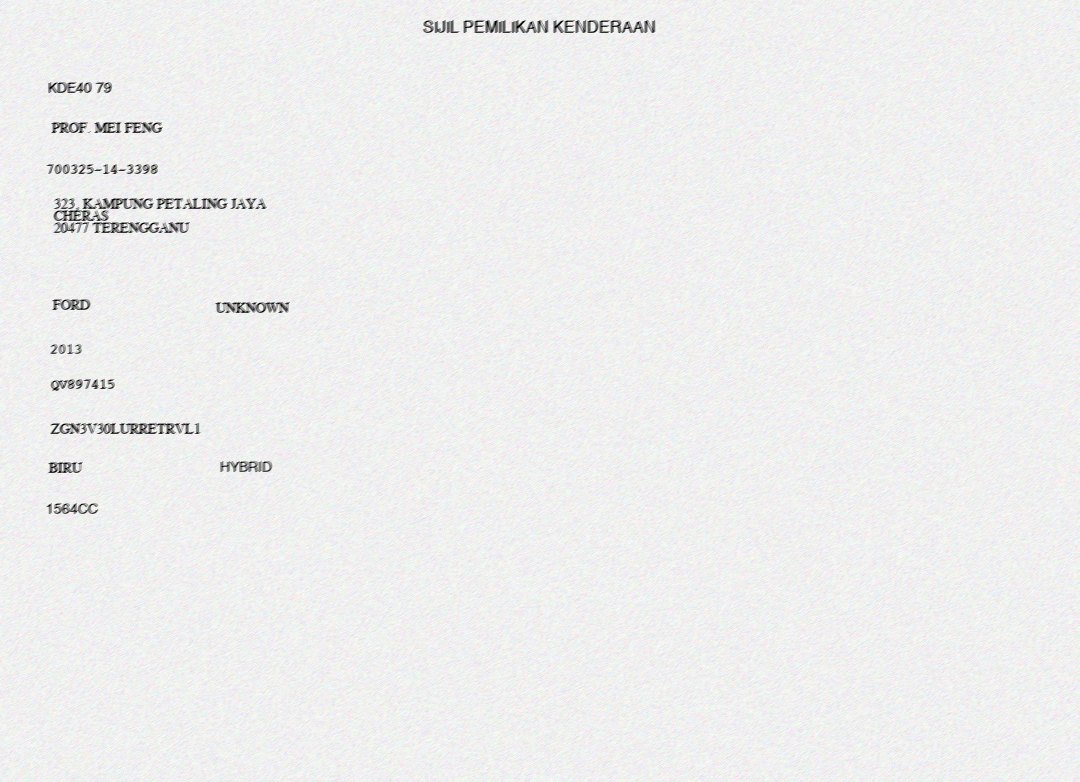 SIJIL PEMILIKAN KENDERAAN
KDE40 79
PROF. MEI FENG
700325-14-3398
323, KAMPUNG PETALING JAYA
CHERAS
20477 TERENGGANU
FORD UNKNOWN
2013
QV897415
ZGN3V30LURRETRVL1
BIRU HYBRID
1564CC